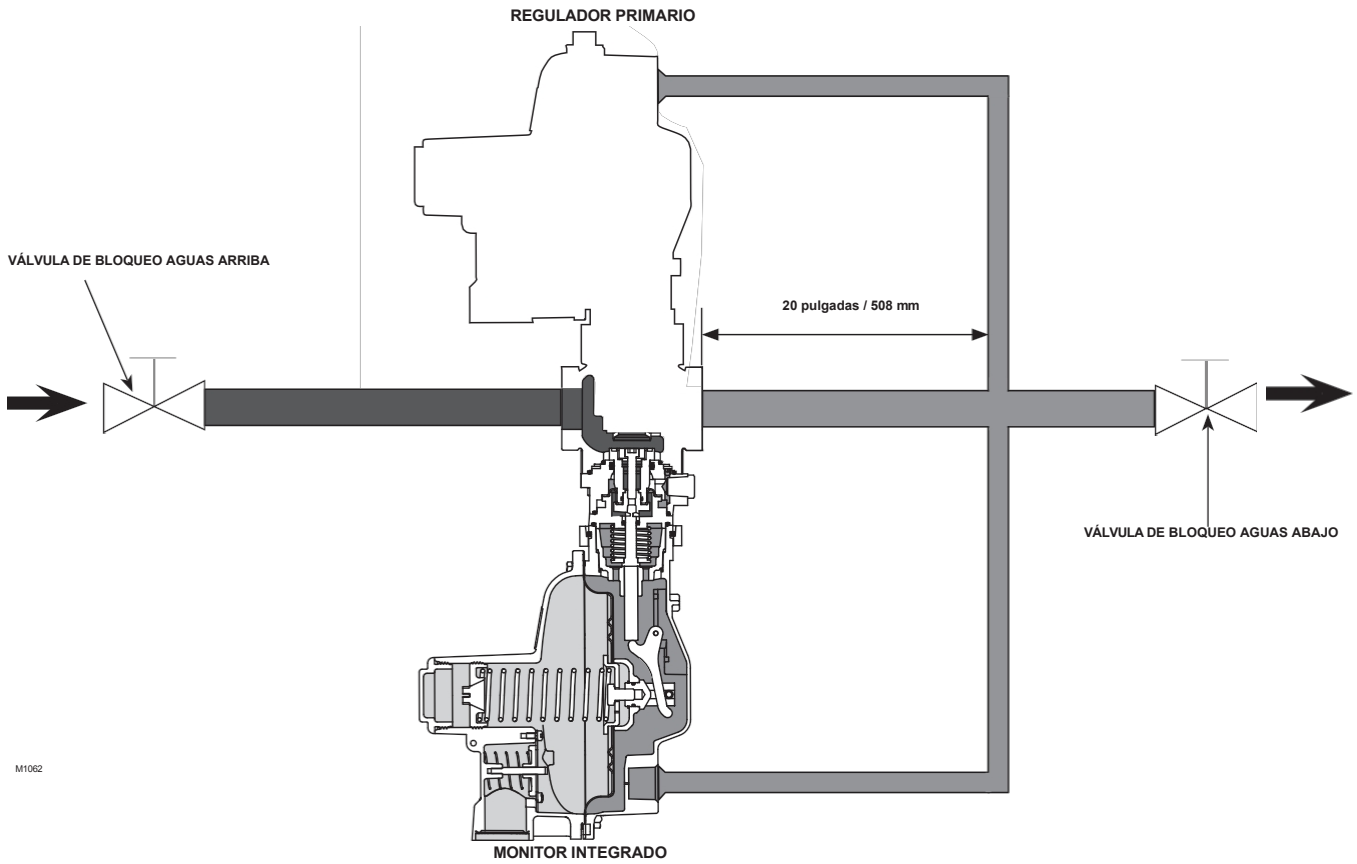 REGULADOR PRIMARIO
VÁLVULA DE BLOQUEO AGUAS ARRIBA
20 pulgadas / 508 mm
VÁLVULA DE BLOQUEO AGUAS ABAJO
M1062
MONITOR INTEGRADO